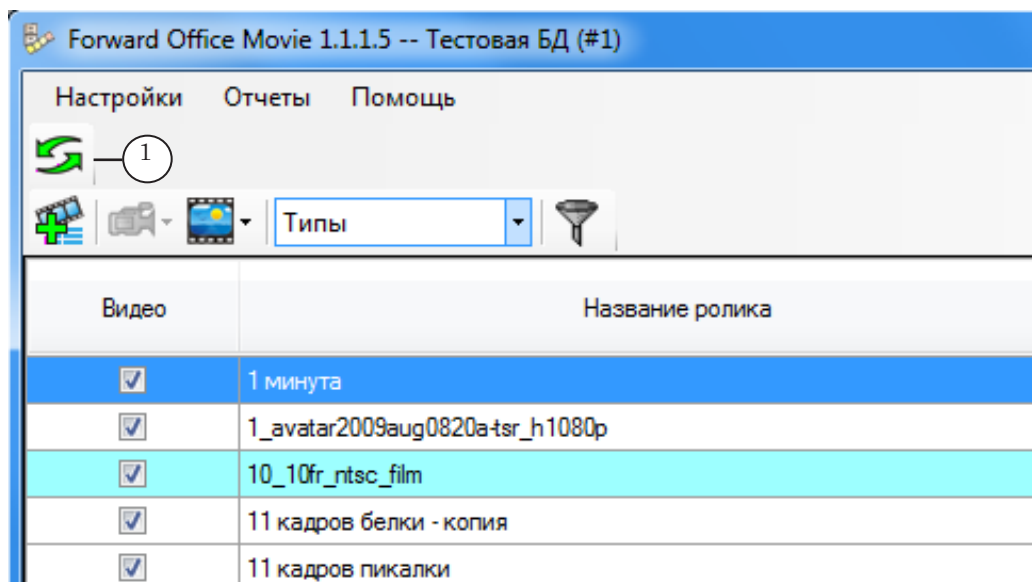 Forward Office Movie 1.1.1.5 -- Тестовая БД (#1)
Настройки Отчеты Помощь
1
Типы
Видео Название ролика
1 минута
1_avatar2009aug0820a-tsr_h1080p
10_10fr_ntsc_film
11 кадров белки - копия
11 кадров пикалки